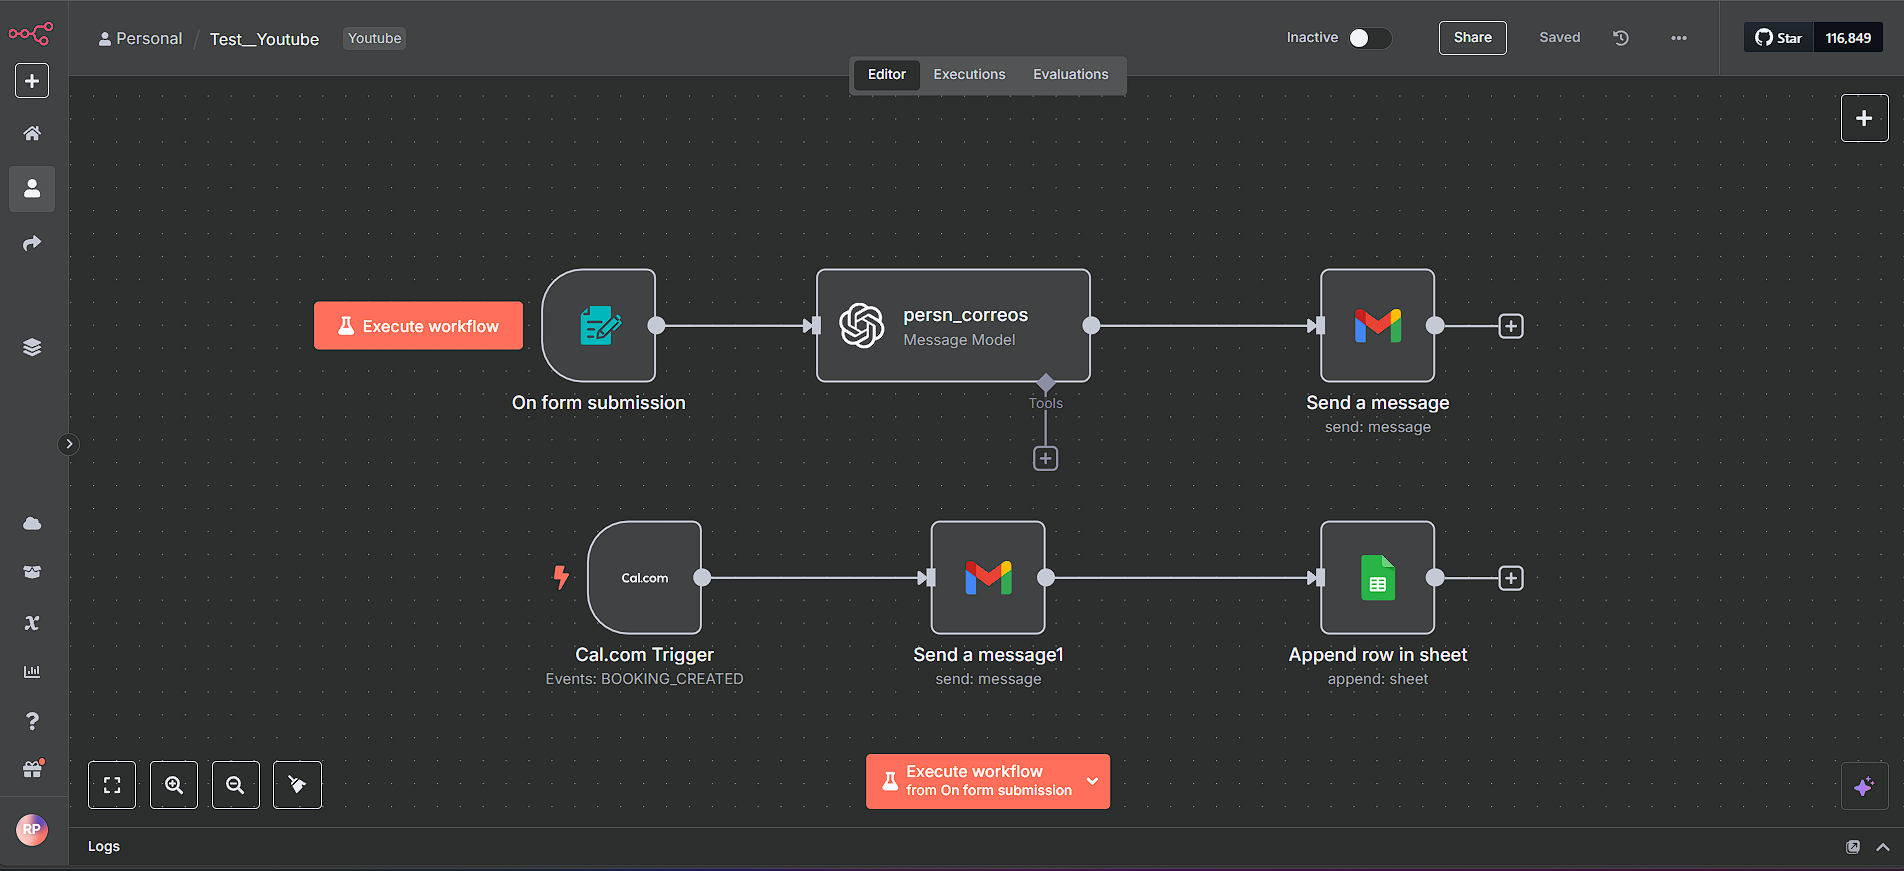 Personal / Test__Youtube Youtube
Inactive
Share
Saved
Star 116,849
Editor Executions Evaluations
Execute workflow
On form submission
persn_correos
Message Model
Tools
Send a message
send: message
Cal.com
Cal.com Trigger
Events: BOOKING_CREATED
Send a message1
send: message
Append row in sheet
append: sheet
Execute workflow
from On form submission
RP
Logs